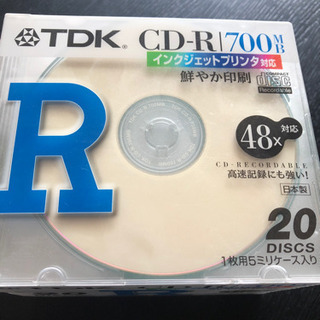 TDK CD-R 700MB
インクジェットプリンタ対応
鮮やか印刷
COMPACT
disc
Recordable
R
48x対応
CD-RECORDABLE
高速記録にも強い!
日本製
20
DISCS
1枚用5ミリケース入り